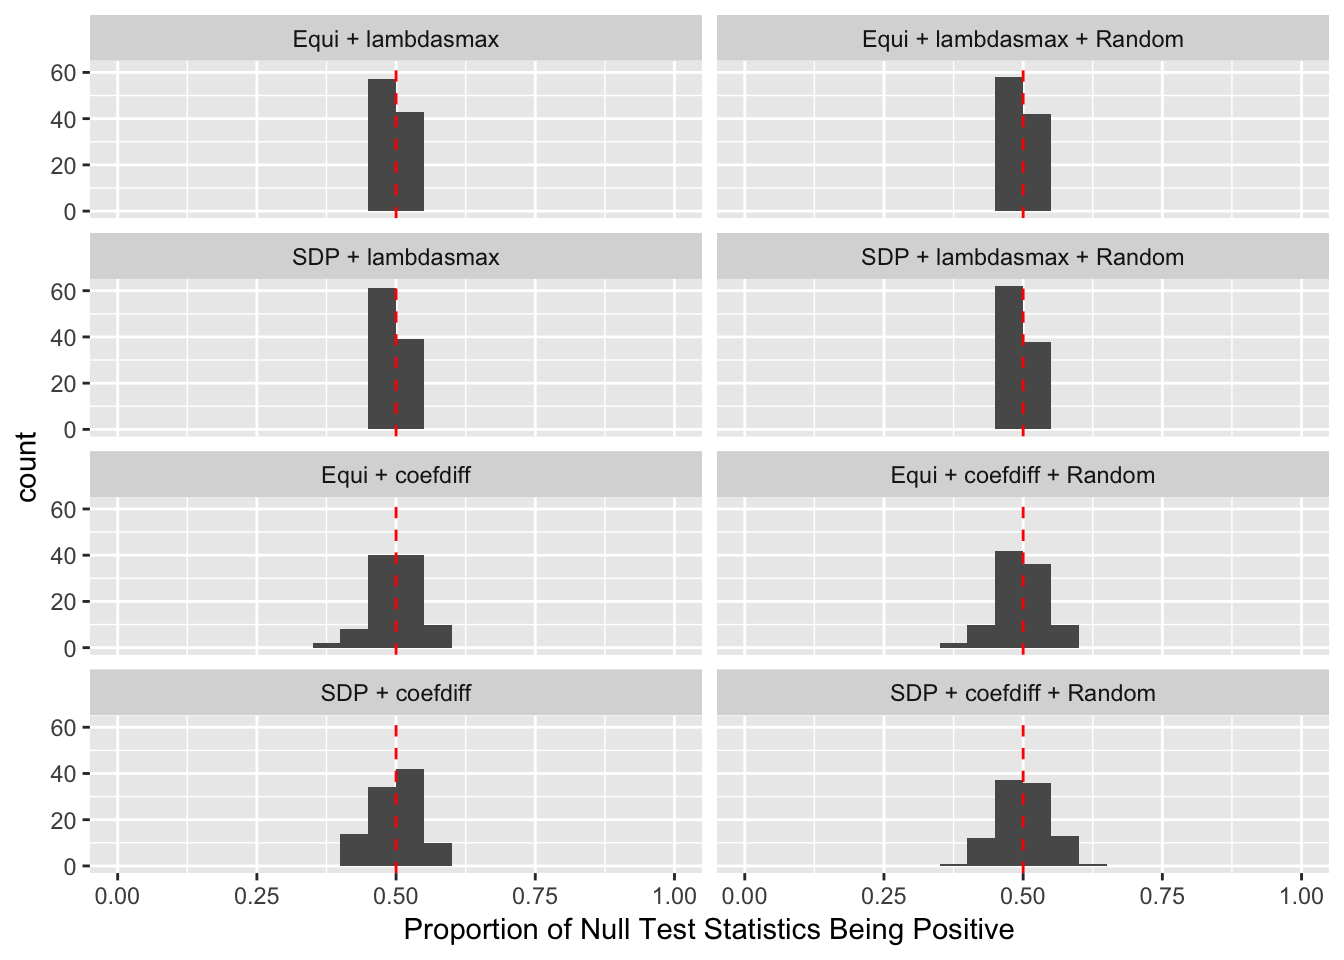 Equi + lambdasmax
Equi + lambdasmax + Random
60
40
20
0
SDP + lambdasmax
SDP + lambdasmax + Random
60
40
20
0
Equi + coefdiff
Equi + coefdiff + Random
60
40
20
0
SDP + coefdiff
SDP + coefdiff + Random
60
40
20
0
count
0.00 0.25 0.50 0.75 1.00
0.00 0.25 0.50 0.75 1.00
Proportion of Null Test Statistics Being Positive